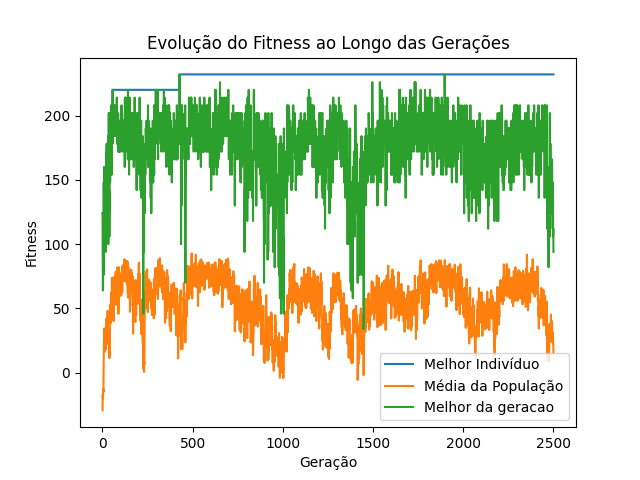 Evolução do Fitness ao Longo das Gerações
Fitness
200
150
100
50
0
0 500 1000 1500 2000 2500
Geração
Melhor Indivíduo
Média da População
Melhor da geracao